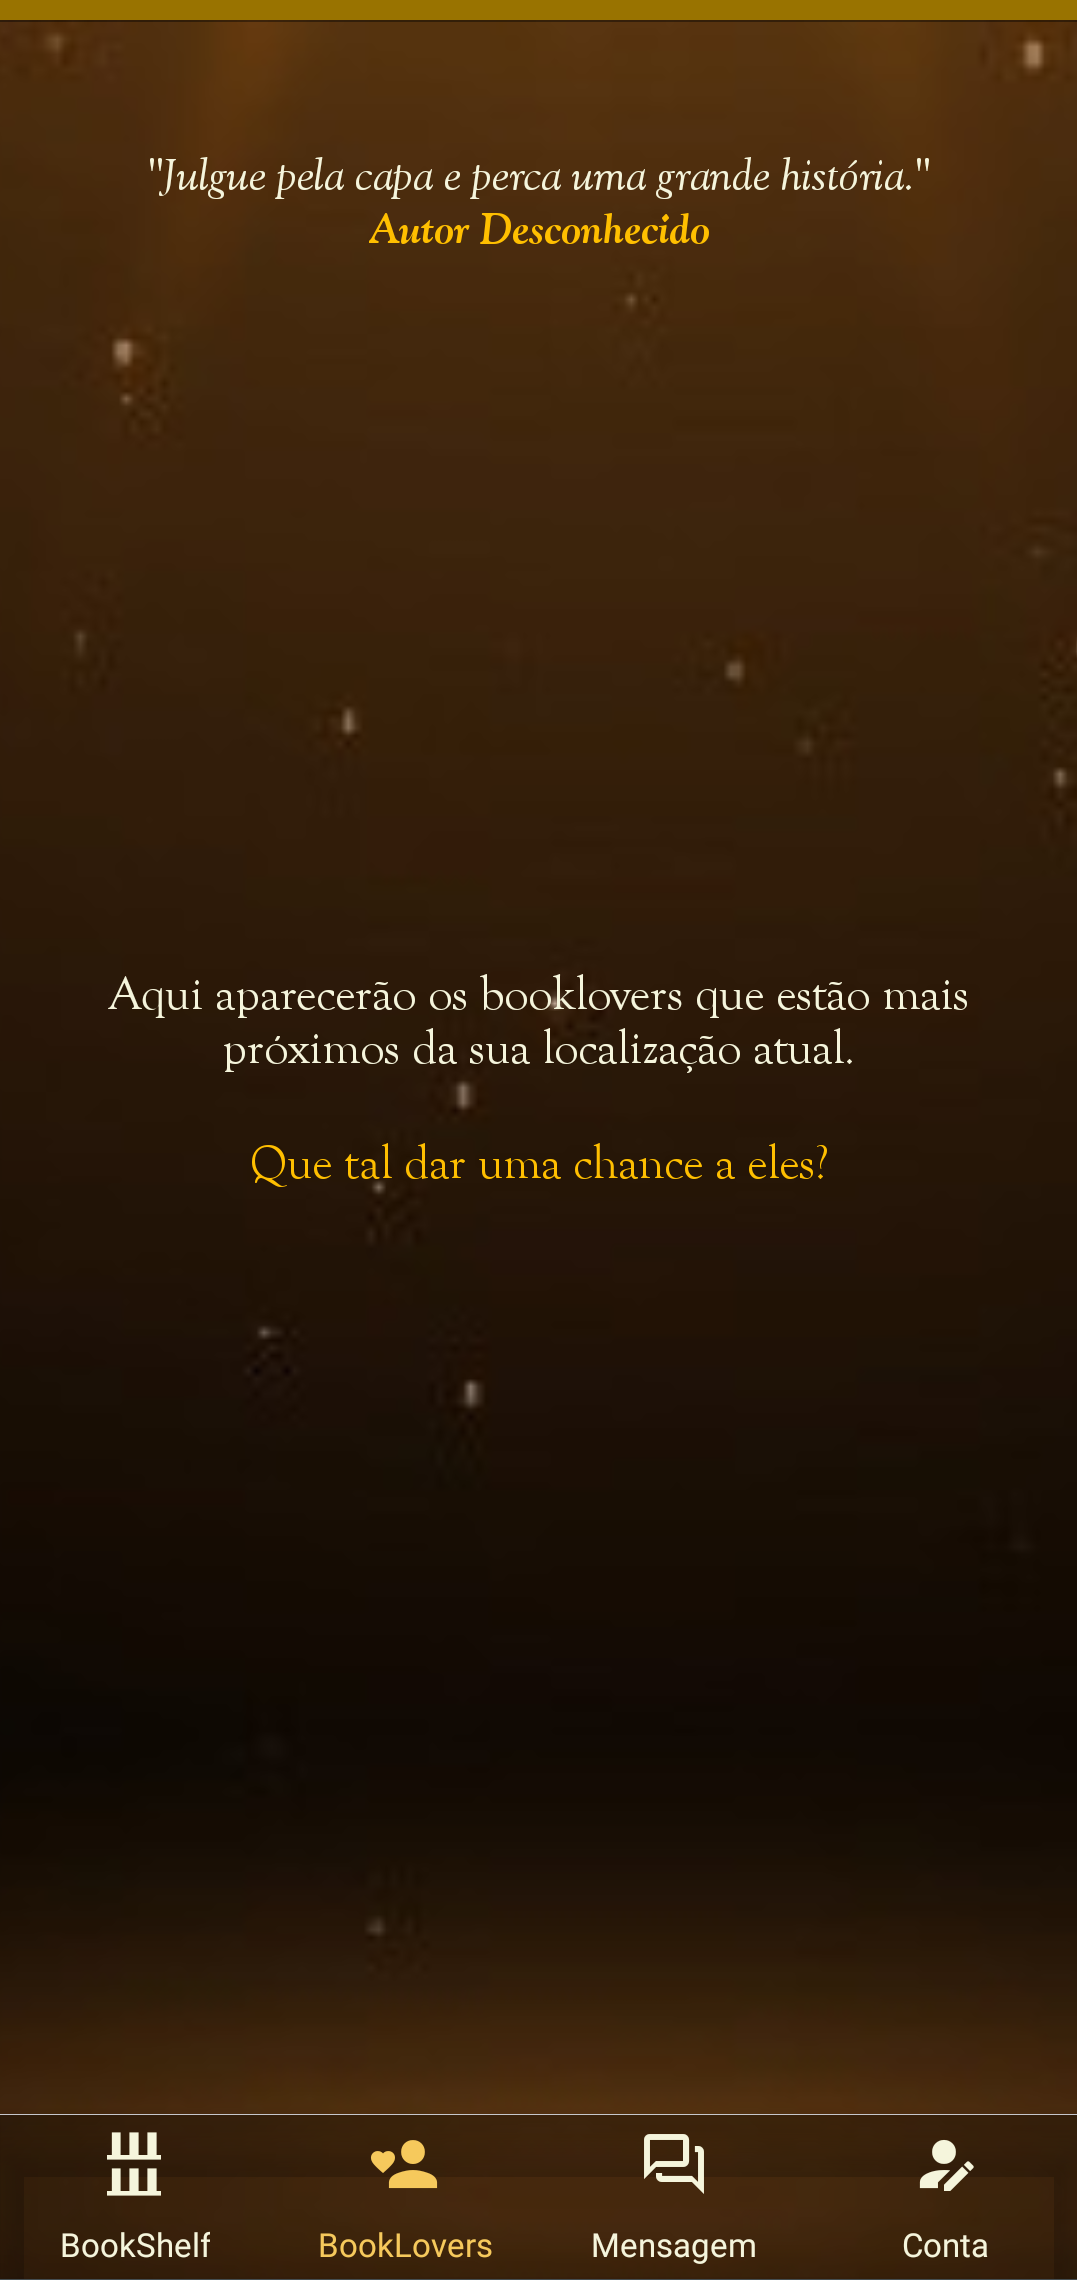 "Julgue pela capa e perca uma grande história."
Autor Desconhecido
Aqui aparecerão os booklovers que estão mais
próximos da sua localização atual.
Que tal dar uma chance a eles?
BookShelf
BookLovers
Mensagem
Conta